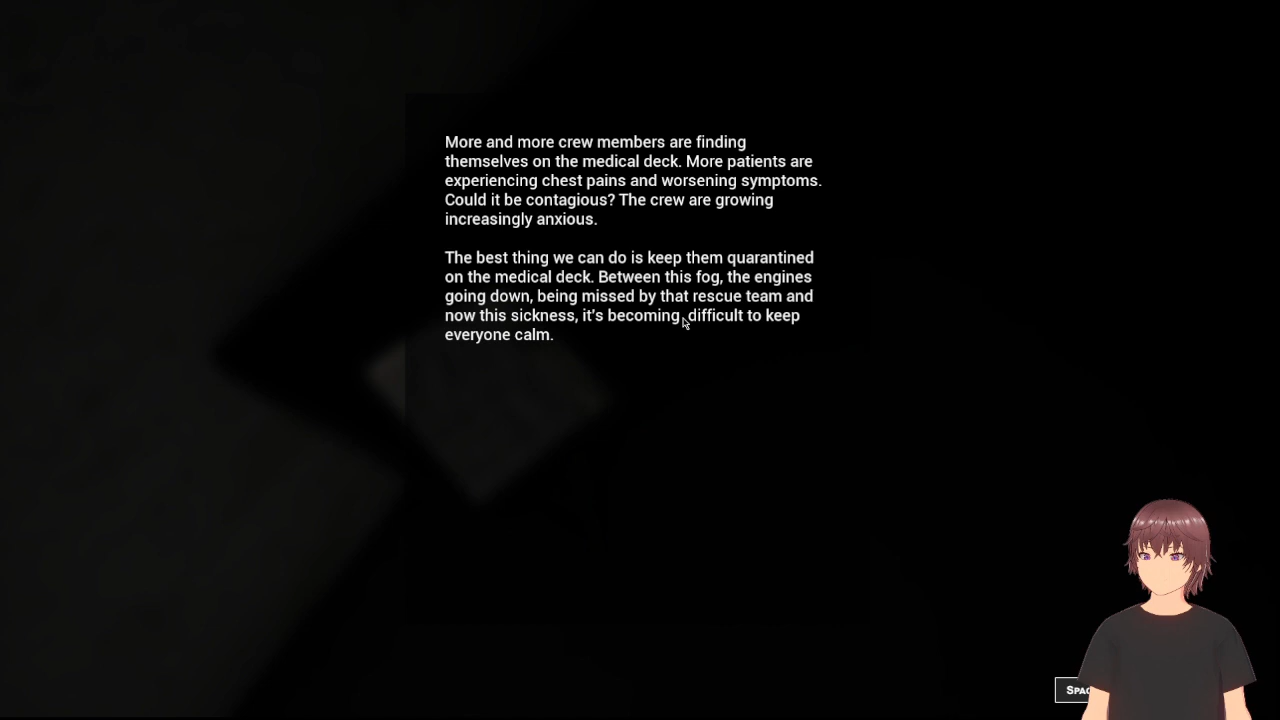 More and more crew members are finding
themselves on the medical deck. More patients are
experiencing chest pains and worsening symptoms.
Could it be contagious? The crew are growing
increasingly anxious.
The best thing we can do is keep them quarantined
on the medical deck. Between this fog, the engines
going down, being missed by that rescue team and
now this sickness, it's becoming difficult to keep
everyone calm.